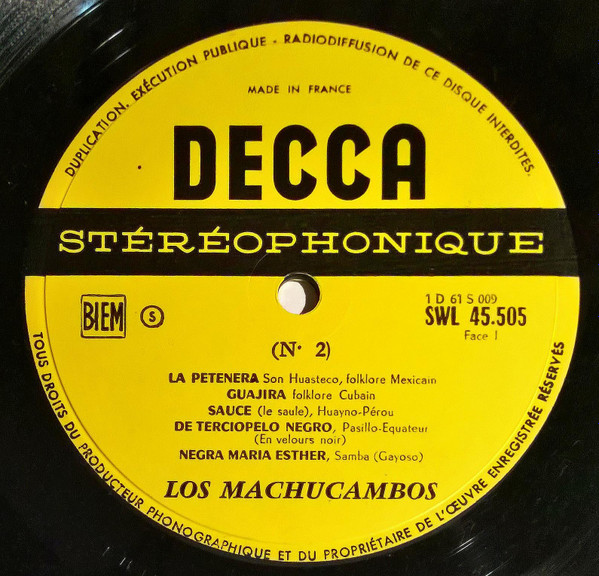 DUPLICATION, EXÉCUTION PUBLIQUE - RADIODIFFUSION DE CE DISQUE INTERDITES.
MADE IN FRANCE
DECCA
STÉRÉOPHONIQUE
BIEM
S
1 D 61 S 009
SWL 45.505
Face 1
(N· 2)
LA PETENERA Son Huasteco, folklore Mexicain
GUAJIRA folklore Cubain
SAUCE (le saule), Huayno-Pérou
DE TERCIOPELO NEGRO, Pasillo-Equateur
(En velours noir)
NEGRA MARIA ESTHER, Samba (Gayoso)
LOS MACHUCAMBOS
TOUS DROITS DU PRODUCTEUR PHONOGRAPHIQUE ET DU PROPRIÉTAIRE DE L'ŒUVRE ENREGISTRÉE RÉSERVÉS